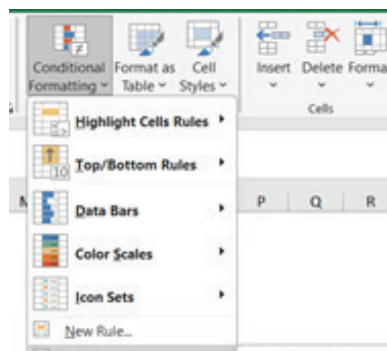 Conditional Format as Cell Insert Delete Forma
Formatting Table Styles
Cells
Highlight Cells Rules
Top/Bottom Rules
10
Data Bars
P Q R
Color Scales
Icon Sets
New Rule...